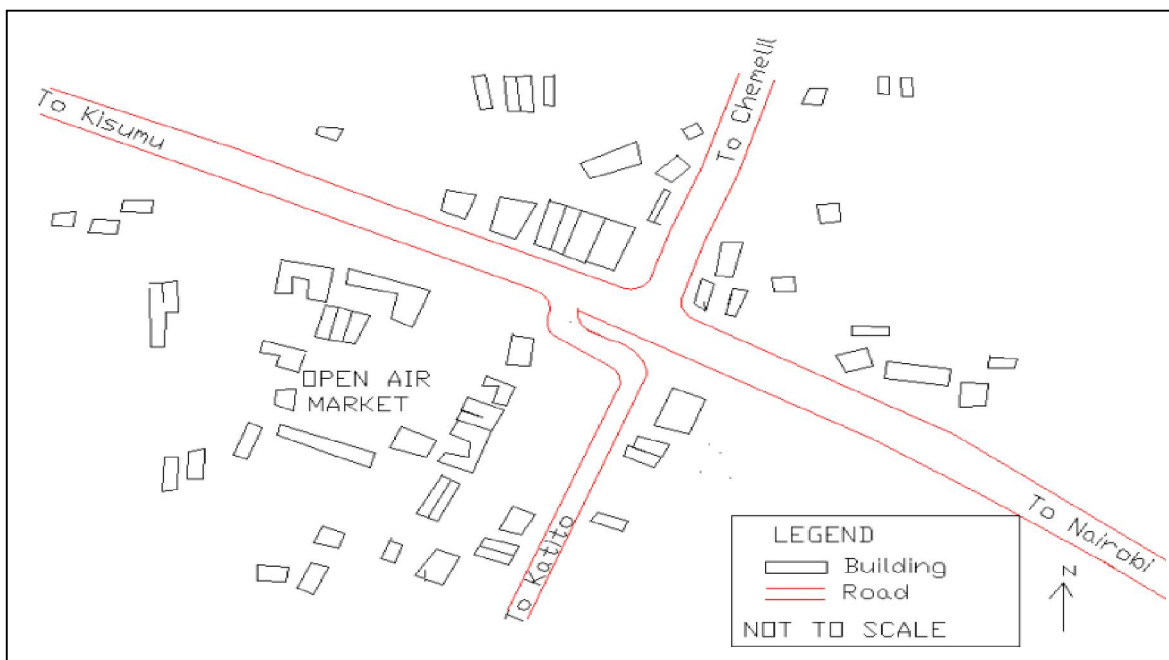 To Chemelil
To Kisumu
OPEN AIR
MARKET
To Katito
To Nairobi
LEGEND
Building
Road
NOT TO SCALE
N